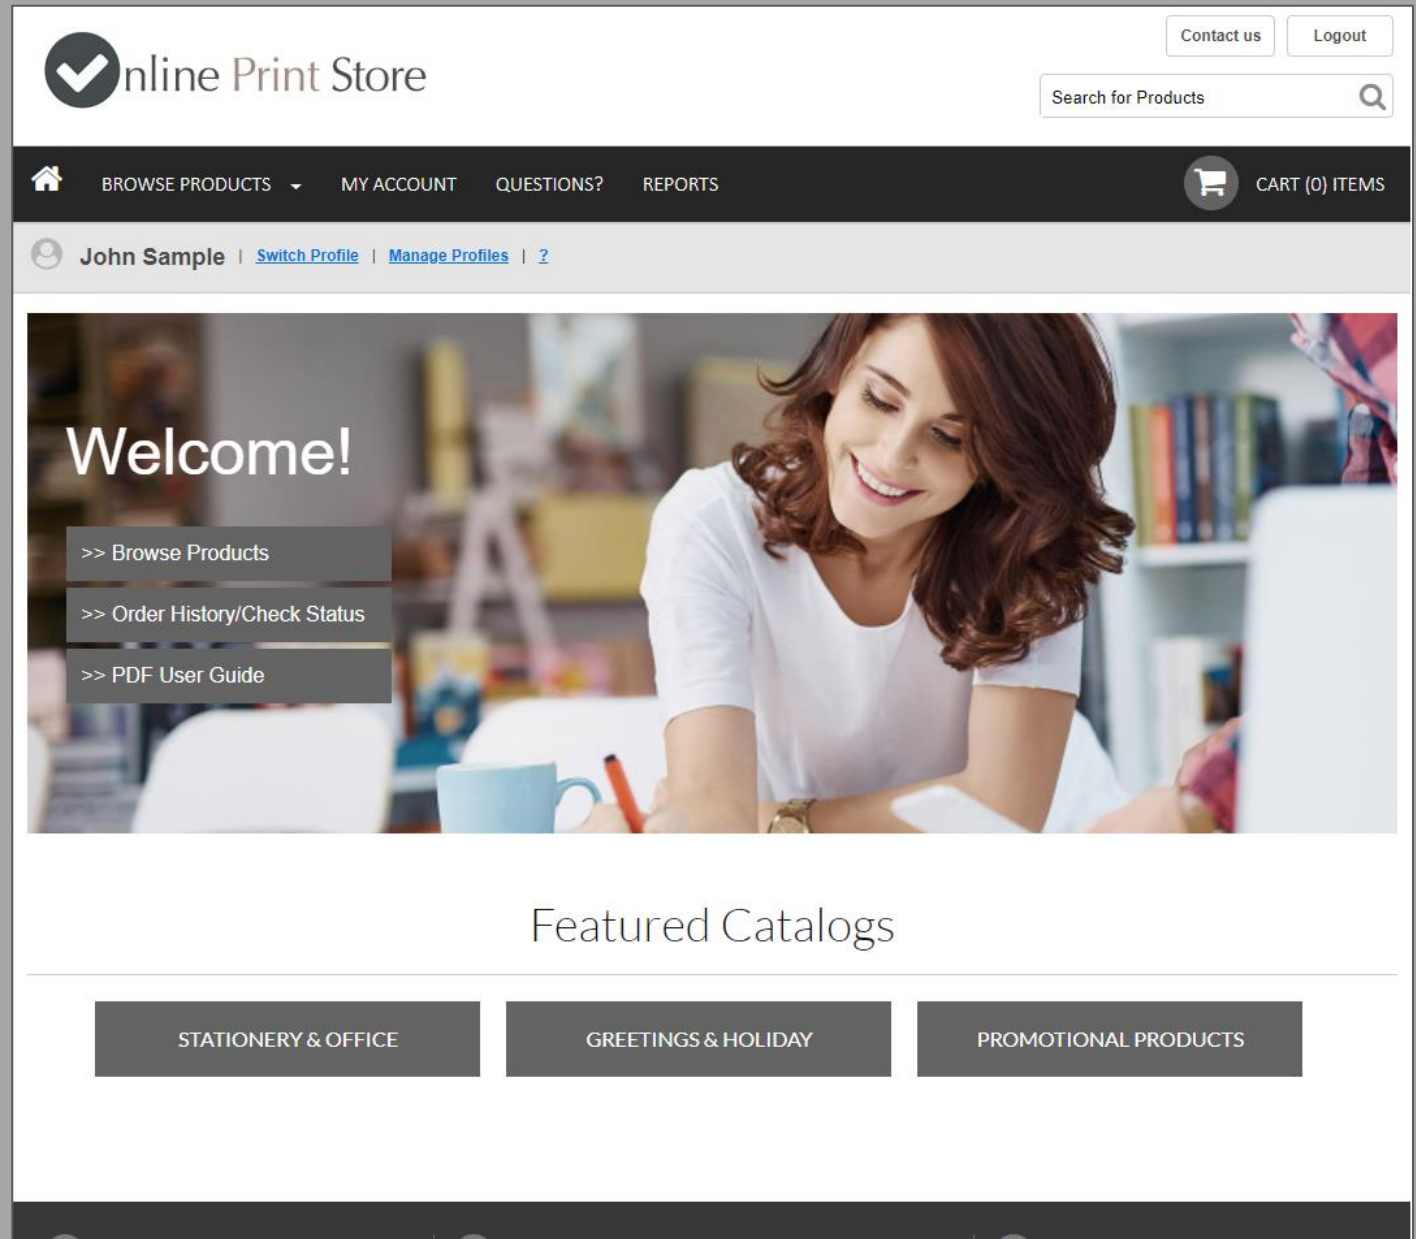 Contact us Logout
nline Print Store
Search for Products
BROWSE PRODUCTS MY ACCOUNT QUESTIONS? REPORTS CART (0) ITEMS
John Sample | Switch Profile | Manage Profiles | ?
Welcome!
>> Browse Products
>> Order History/Check Status
>> PDF User Guide
Featured Catalogs
STATIONERY & OFFICE GREETINGS & HOLIDAY PROMOTIONAL PRODUCTS